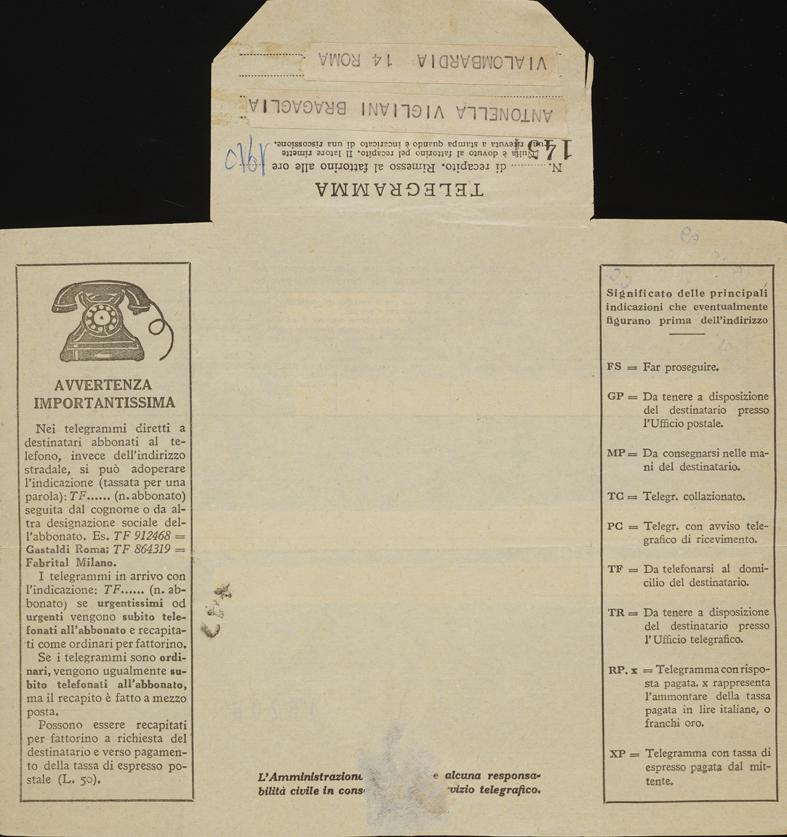 TELEGRAMMA
N. ........ di recapito. Rimesso al fattorino alle ore 1910
Nulla è dovuto al fattorino pel recapito. Il latore rimette
ricevuta a stampa quando è incaricato di una riscossione.
145
ANTONELLA VIGLIANI BRAGAGLIA
VIALOMBARDIA 14 ROMA
AVVERTENZA
IMPORTANTISSIMA
Nei telegrammi diretti a
destinatari abbonati al te-
lefono, invece dell'indirizzo
stradale, si può adoperare
l'indicazione (tassata per una
parola): TF...... (n. abbonato)
seguita dal cognome o da al-
tra designazione sociale del-
l'abbonato. Es. TF 912468 =
Gastaldi Roma; TF 864319 =
Fabrital Milano.
I telegrammi in arrivo con
l'indicazione: TF...... (n. ab-
bonato) se urgentissimi od
urgenti vengono subito tele-
fonati all'abbonato e recapita-
ti come ordinari per fattorino.
Se i telegrammi sono ordi-
nari, vengono ugualmente su-
bito telefonati all'abbonato,
ma il recapito è fatto a mezzo
posta.
Possono essere recapitati
per fattorino a richiesta del
destinatario e verso pagamen-
to della tassa di espresso po-
stale (L. 50).
L'Amministrazione alcuna responsa-
bilità civile in cons vizio telegrafico.
Significato delle principali
indicazioni che eventualmente
figurano prima dell'indirizzo
FS = Far proseguire.
GP = Da tenere a disposizione
del destinatario presso
l'Ufficio postale.
MP = Da consegnarsi nelle ma-
ni del destinatario.
TC = Telegr. collazionato.
PC = Telegr. con avviso tele-
grafico di ricevimento.
TF = Da telefonarsi al domi-
cilio del destinatario.
TR = Da tenere a disposizione
del destinatario presso
l'Ufficio telegrafico.
RP. x = Telegramma con rispo-
sta pagata. x rappresenta
l'ammontare della tassa
pagata in lire italiane, o
franchi oro.
XP = Telegramma con tassa di
espresso pagata dal mit-
tente.